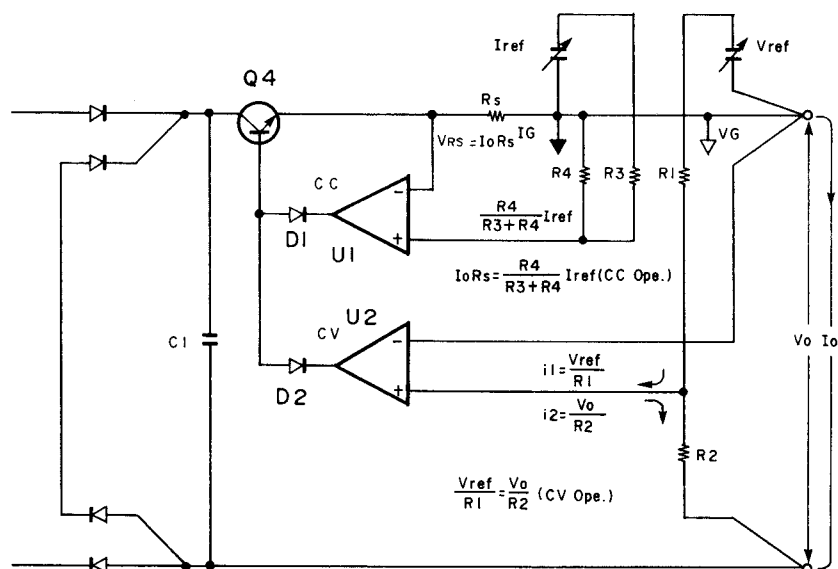 Iref
Vref
Q4
Rs
VRS=IoRs
IG
VG
CC
R4
R3
R1
D1
U1
R4/R3+R4 Iref
IoRs=R4/R3+R4 Iref(CC Ope.)
C1
U2
CV
D2
i1=Vref/R1
i2=Vo/R2
Vo Io
R2
Vref/R1=Vo/R2 (CV Ope.)
- +
- +